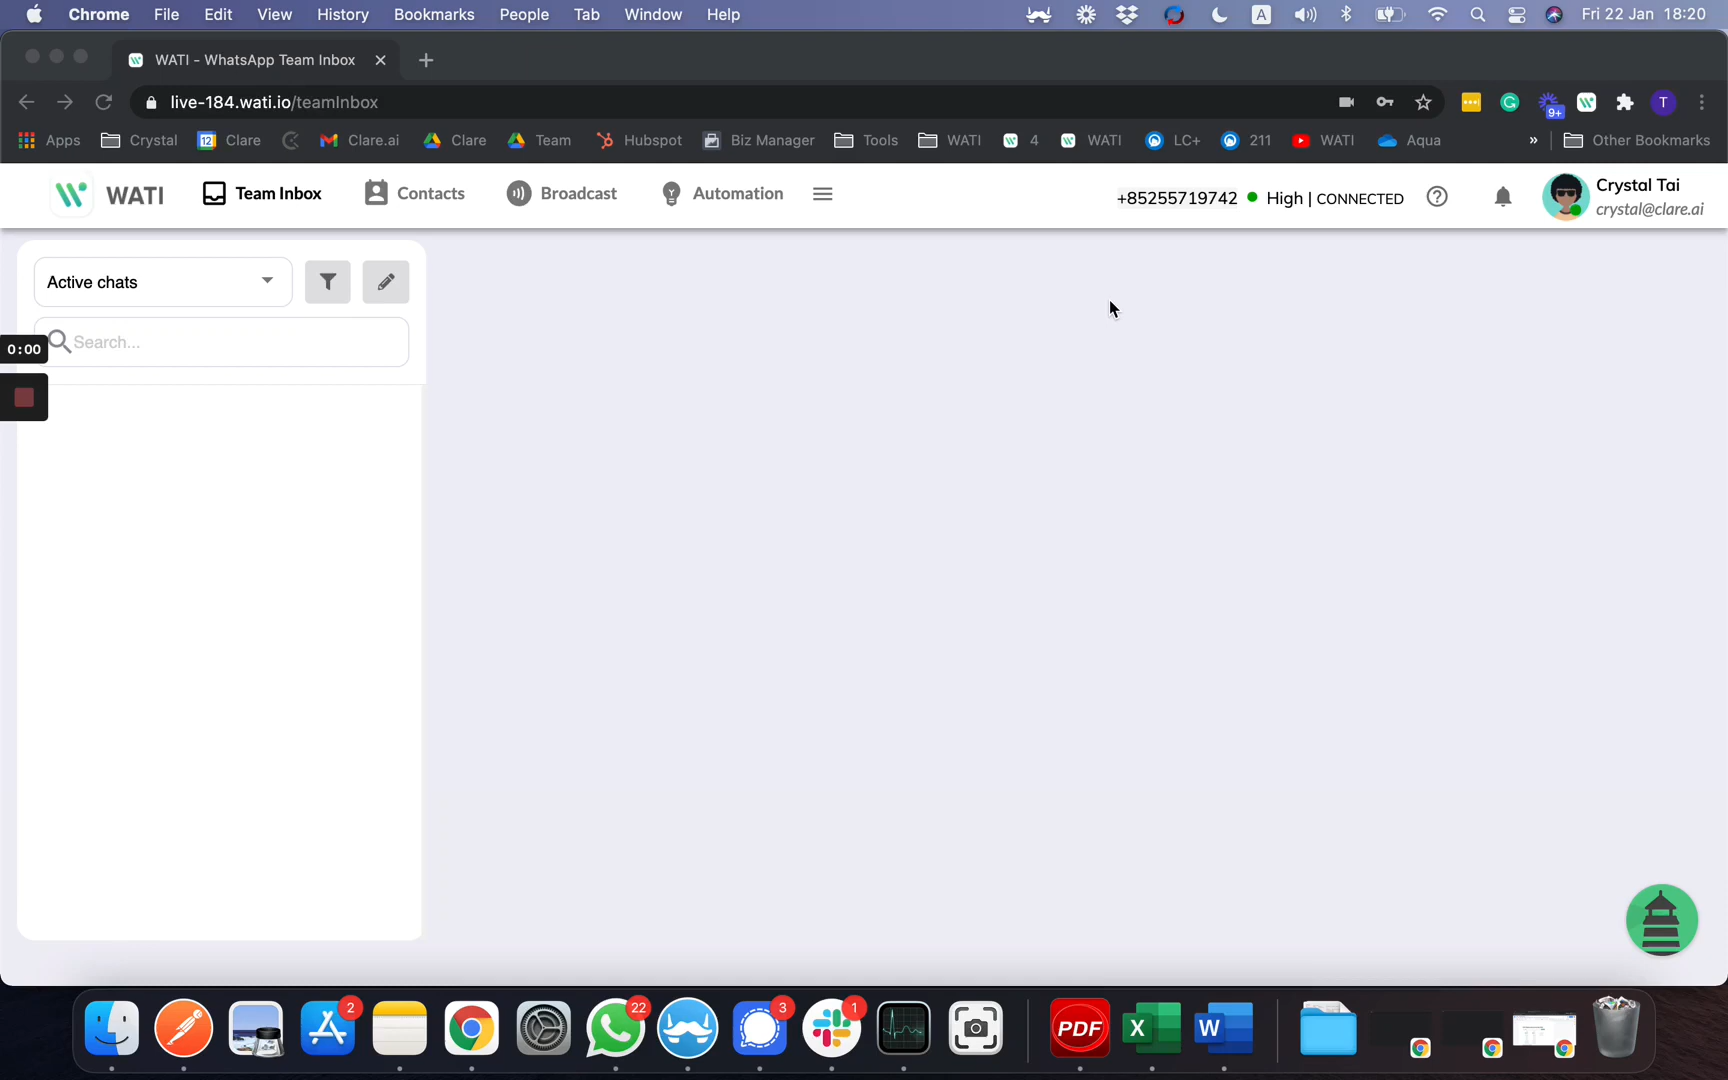 Chrome File Edit View History Bookmarks People Tab Window Help A Fri 22 Jan 18:20
WATI - WhatsApp Team Inbox
live-184.wati.io/teamInbox 9+ T
Apps Crystal 12 Clare Clare.ai Clare Team Hubspot Biz Manager Tools WATI 4 WATI LC+ 211 WATI Aqua » Other Bookmarks
WATI Team Inbox Contacts Broadcast Automation +85255719742 High | CONNECTED ? Crystal Tai
crystal@clare.ai
Active chats
Search...
0:00
2 22 3 1
PDF X W